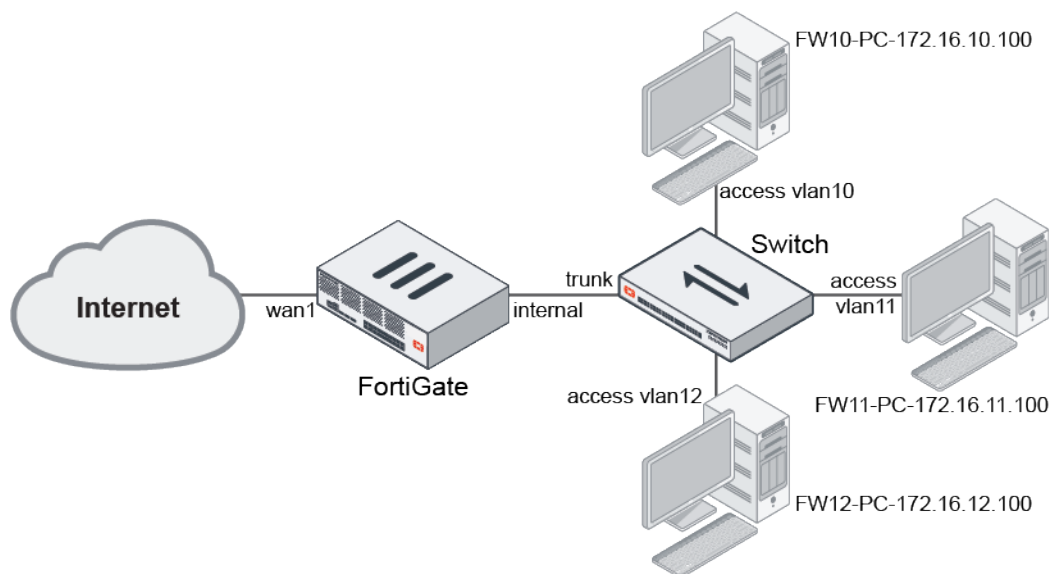 FW10-PC-172.16.10.100
access vlan10
Switch
Internet
wan1
FortiGate
internal
trunk
access
vlan11
FW11-PC-172.16.11.100
access vlan12
FW12-PC-172.16.12.100